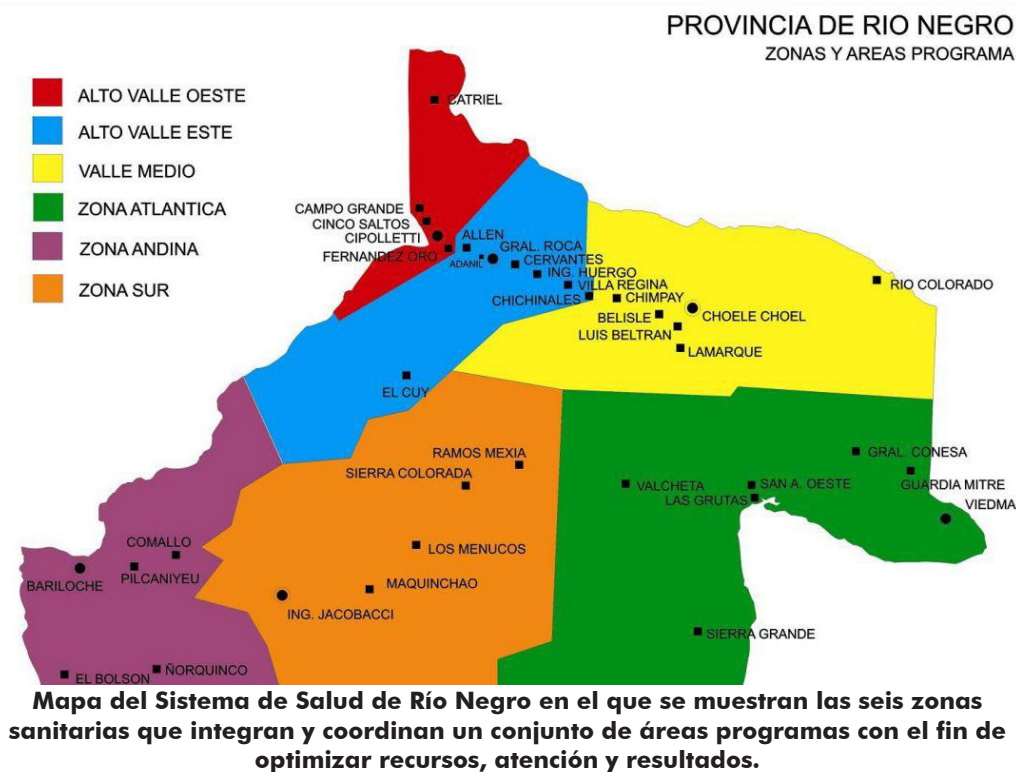 PROVINCIA DE RIO NEGRO
ZONAS Y AREAS PROGRAMA
ALTO VALLE OESTE
ALTO VALLE ESTE
VALLE MEDIO
ZONA ATLANTICA
ZONA ANDINA
ZONA SUR
CATRIEL
CAMPO GRANDE
CINCO SALTOS
CIPOLLETTI
FERNANDEZ ORO
ALLEN
ADANIL
GRAL. ROCA
CERVANTES
ING. HUERGO
VILLA REGINA
CHICHINALES
CHIMPAY
BELISLE
CHOELE CHOEL
LUIS BELTRAN
LAMARQUE
RIO COLORADO
EL CUY
RAMOS MEXIA
SIERRA COLORADA
VALCHETA
SAN A. OESTE
LAS GRUTAS
GRAL. CONESA
GUARDIA MITRE
VIEDMA
COMALLO
PILCANIYEU
BARILOCHE
LOS MENUCOS
MAQUINCHAO
ING. JACOBACCI
SIERRA GRANDE
EL BOLSON
ÑORQUINCO
Mapa del Sistema de Salud de Río Negro en el que se muestran las seis zonas
sanitarias que integran y coordinan un conjunto de áreas programas con el fin de
optimizar recursos, atención y resultados.